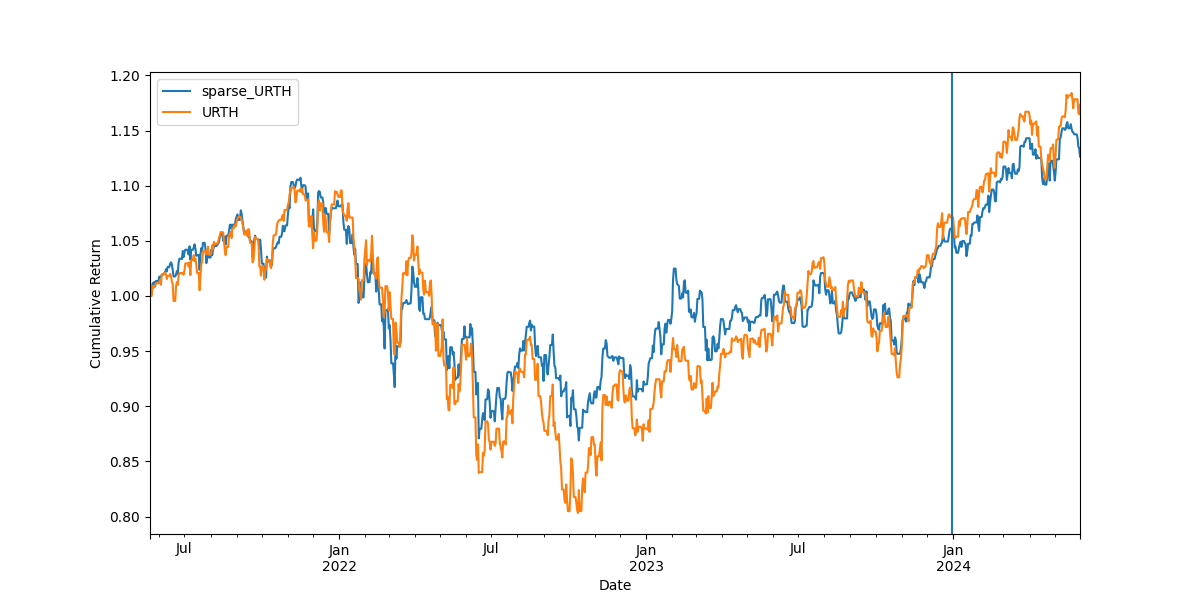 1.20
1.15
1.10
1.05
1.00
0.95
0.90
0.85
0.80
Cumulative Return
sparse_URTH
URTH
Jul
Jan
2022
Jul
Jan
2023
Jul
Jan
2024
Date